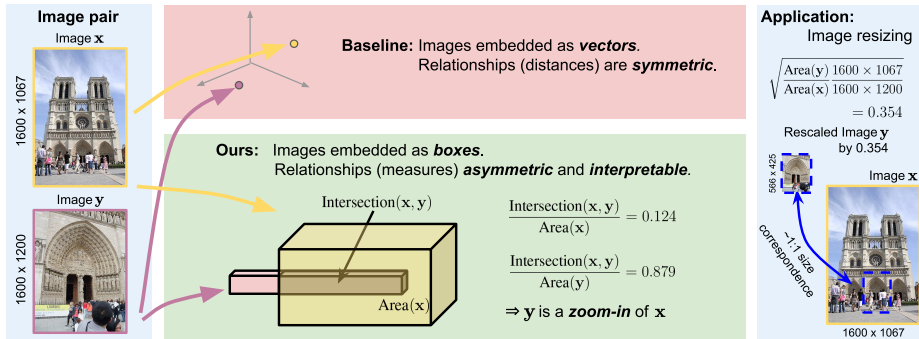 Image pair
Image x
1600 x 1067
Image y
1600 x 1200
Baseline: Images embedded as vectors.
Relationships (distances) are symmetric.
Ours: Images embedded as boxes.
Relationships (measures) asymmetric and interpretable.
Intersection(x, y)
Area(x)
Intersection(x, y)
Area(x) = 0.124
Intersection(x, y)
Area(y) = 0.879
⇒ y is a zoom-in of x
Application:
Image resizing
√ Area(y) 1600 × 1067
Area(x) 1600 × 1200
= 0.354
Rescaled Image y
by 0.354
566 x 425
Image x
~1:1 size
correspondence
1600 x 1067